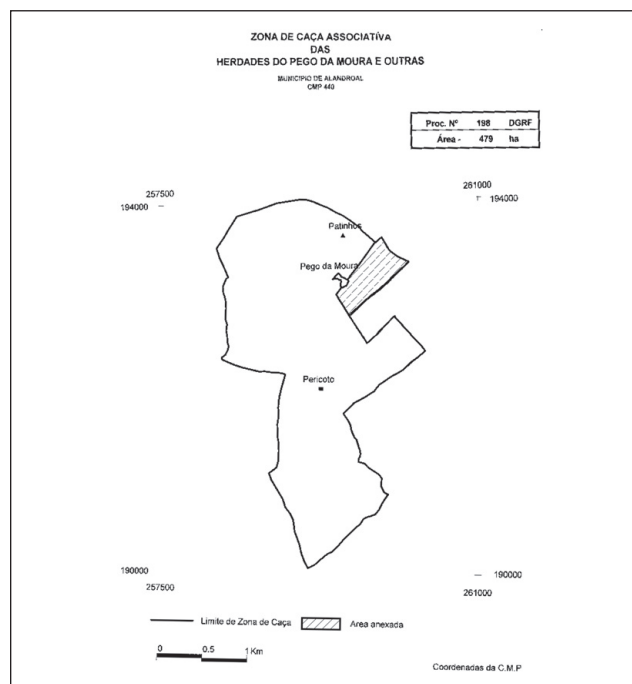 ZONA DE CAÇA ASSOCIATÍVA
DAS
HERDADES DO PEGO DA MOURA E OUTRAS
MUNICIPIO DE ALANDROAL
CMP 440
Proc. Nº 198 DGRF
Área - 479 ha
257500
194000
261000
194000
Patinhos
Pego da Moura
Pericoto
190000
257500
190000
261000
Limite de Zona de Caça
Area anexada
0 0.5 1 Km
Coordenadas da C.M.P